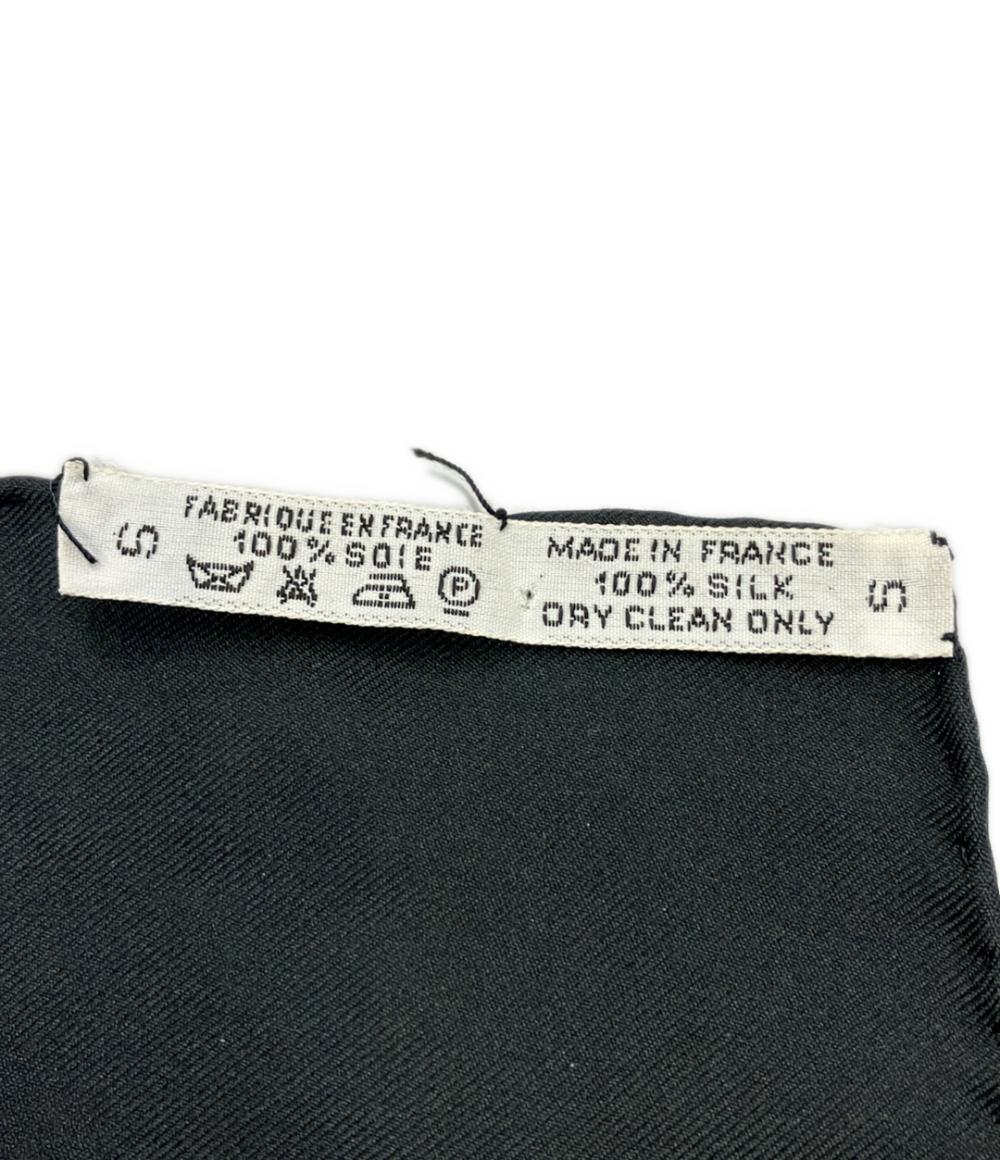 S
FABRIQUE EN FRANCE
100% SOIE
P
MADE IN FRANCE
100% SILK
DRY CLEAN ONLY
S